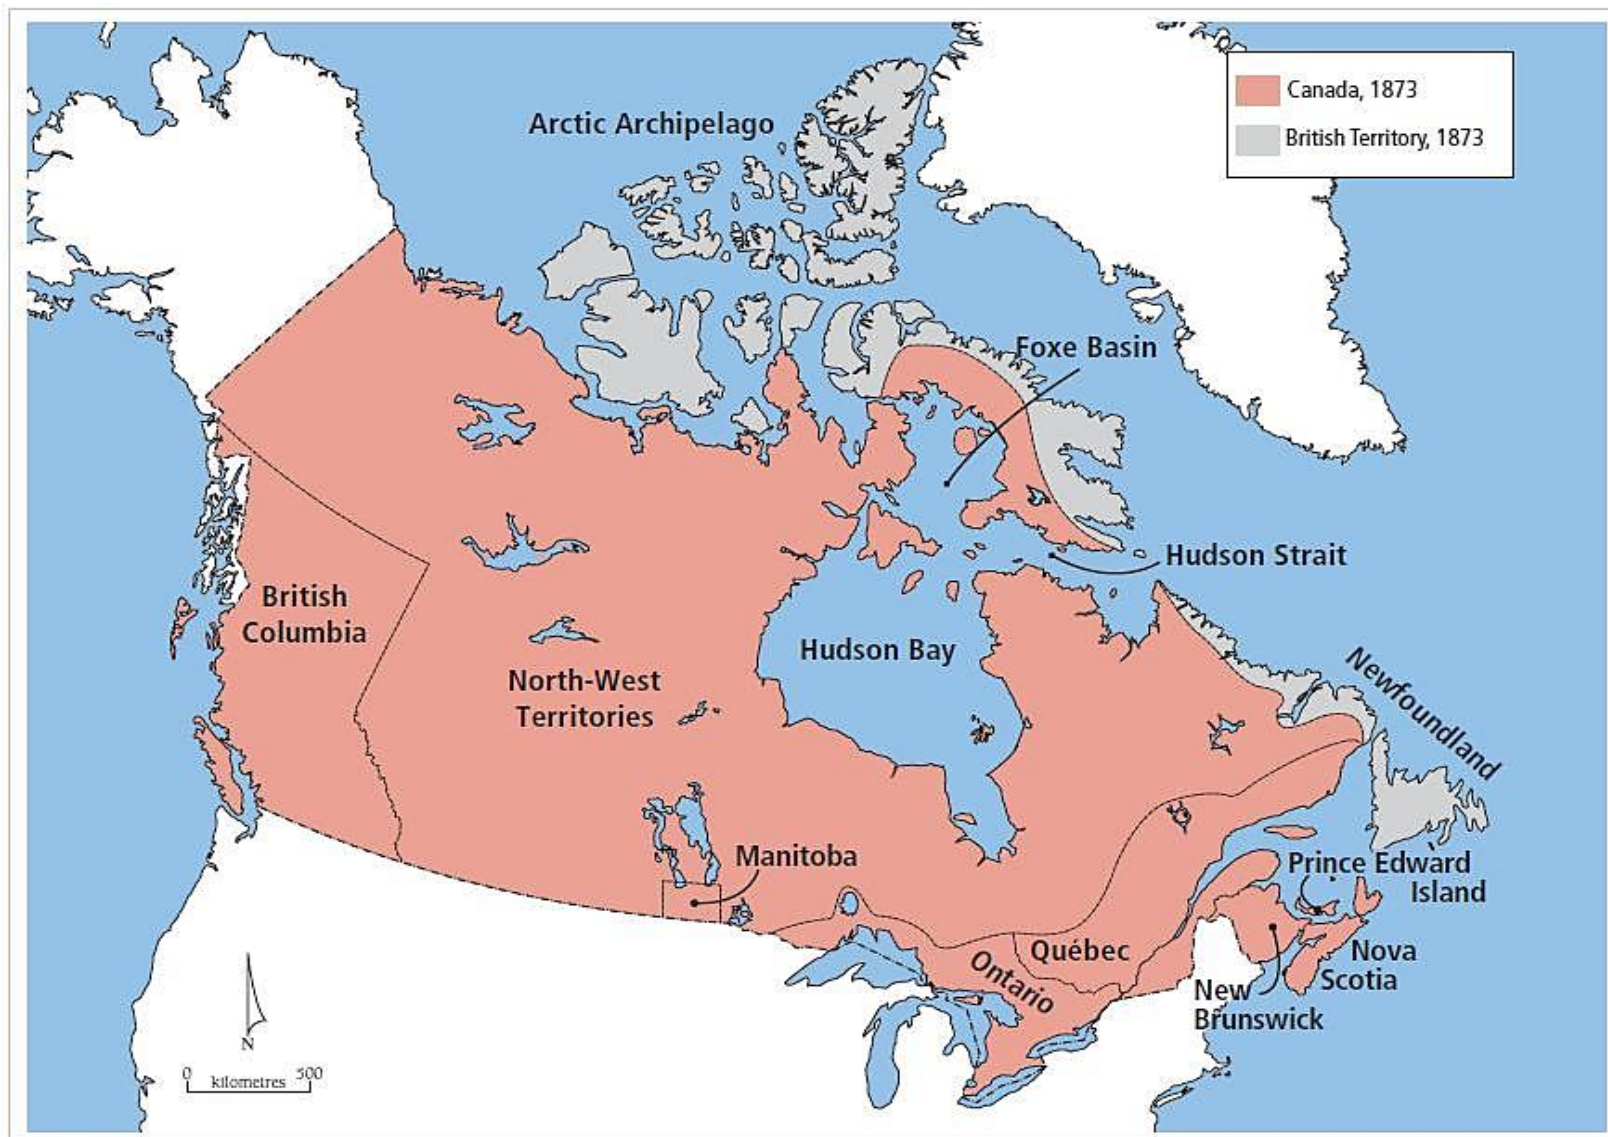 Canada, 1873
British Territory, 1873
Arctic Archipelago
Foxe Basin
Hudson Strait
British
Columbia
Hudson Bay
North-West
Territories
Newfoundland
Manitoba
Prince Edward
Island
Québec
Ontario
Nova
Scotia
New
Brunswick
N
0 kilometres 500